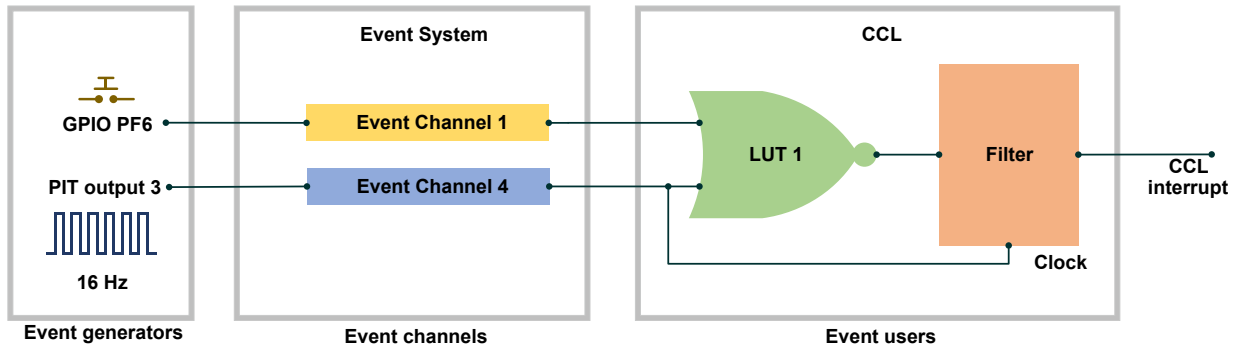 Event System
CCL
GPIO PF6
Event Channel 1
LUT 1
Filter
CCL
interrupt
PIT output 3
Event Channel 4
16 Hz
Clock
Event generators
Event channels
Event users